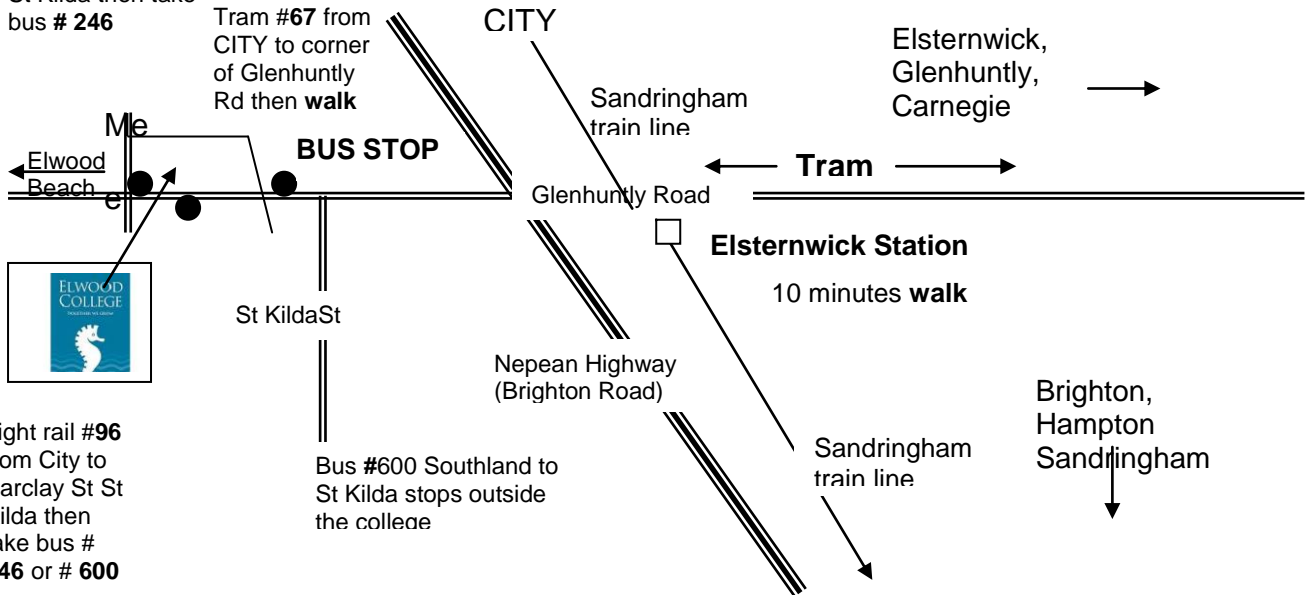 St Kilda then take
bus # 246
Tram #67 from
CITY to corner
of Glenhuntly
Rd then walk
CITY
Elsternwick,
Glenhuntly,
Carnegie
Sandringham
train line
Me
BUS STOP
Elwood
Beach
e
Tram
Glenhuntly Road
Elsternwick Station
10 minutes walk
ELWOOD
COLLEGE
TOGETHER WE GROW
St KildaSt
Nepean Highway
(Brighton Road)
Brighton,
Hampton
Sandringham
ight rail #96
om City to
arclay St St
ilda then
ake bus #
46 or # 600
Bus #600 Southland to
St Kilda stops outside
the college
Sandringham
train line